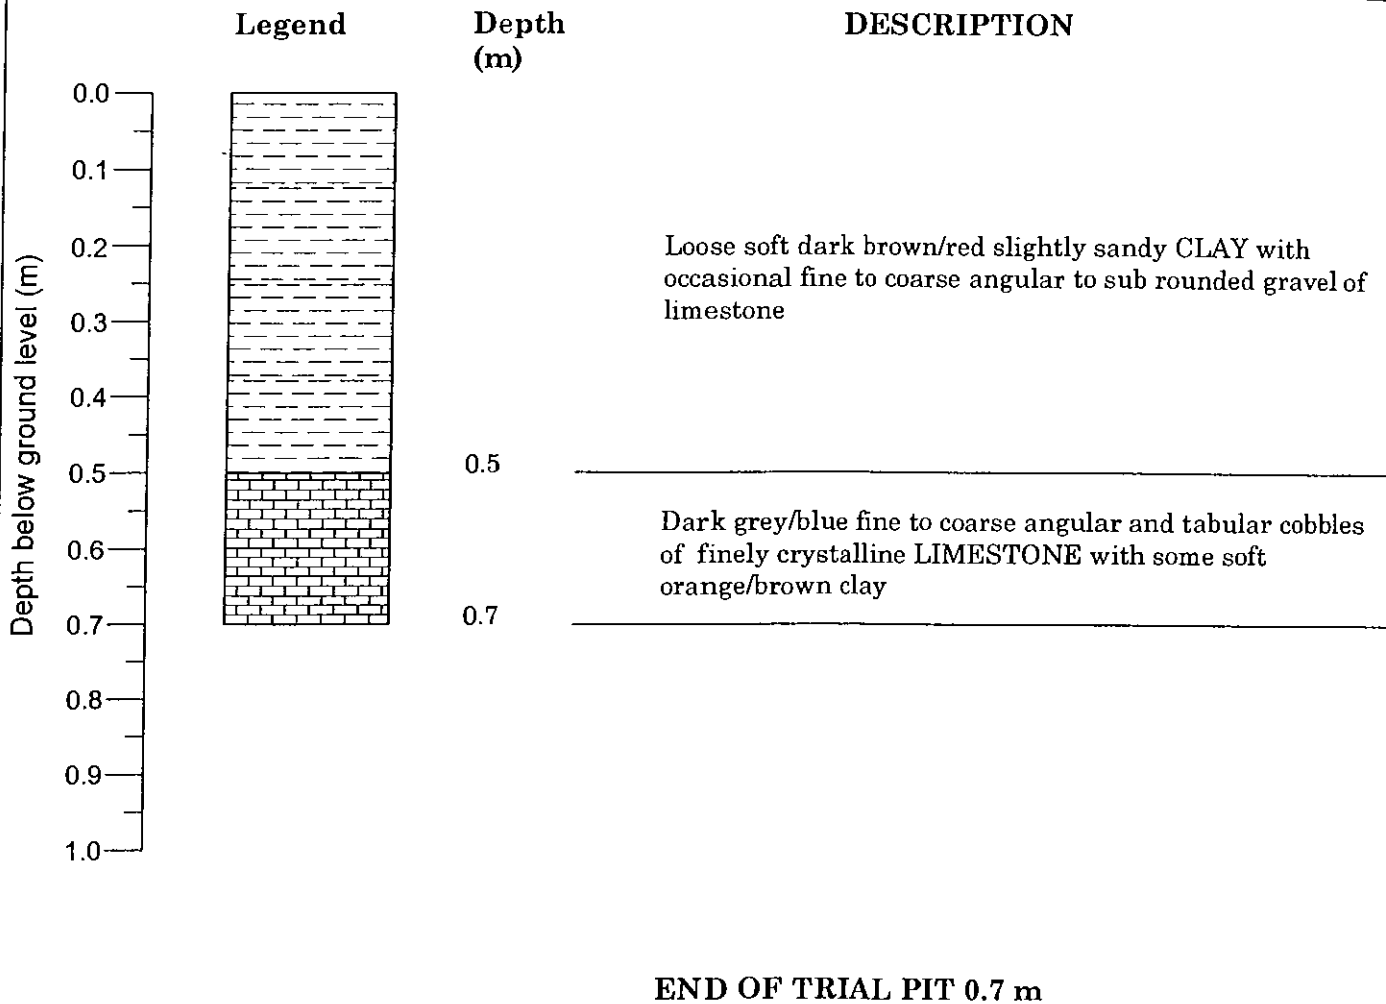 Legend
Depth
(m)
DESCRIPTION
Depth below ground level (m)
0.0
0.1
0.2
0.3
0.4
0.5
0.6
0.7
0.8
0.9
1.0
Loose soft dark brown/red slightly sandy CLAY with
occasional fine to coarse angular to sub rounded gravel of
limestone
0.5
Dark grey/blue fine to coarse angular and tabular cobbles
of finely crystalline LIMESTONE with some soft
orange/brown clay
0.7
END OF TRIAL PIT 0.7 m